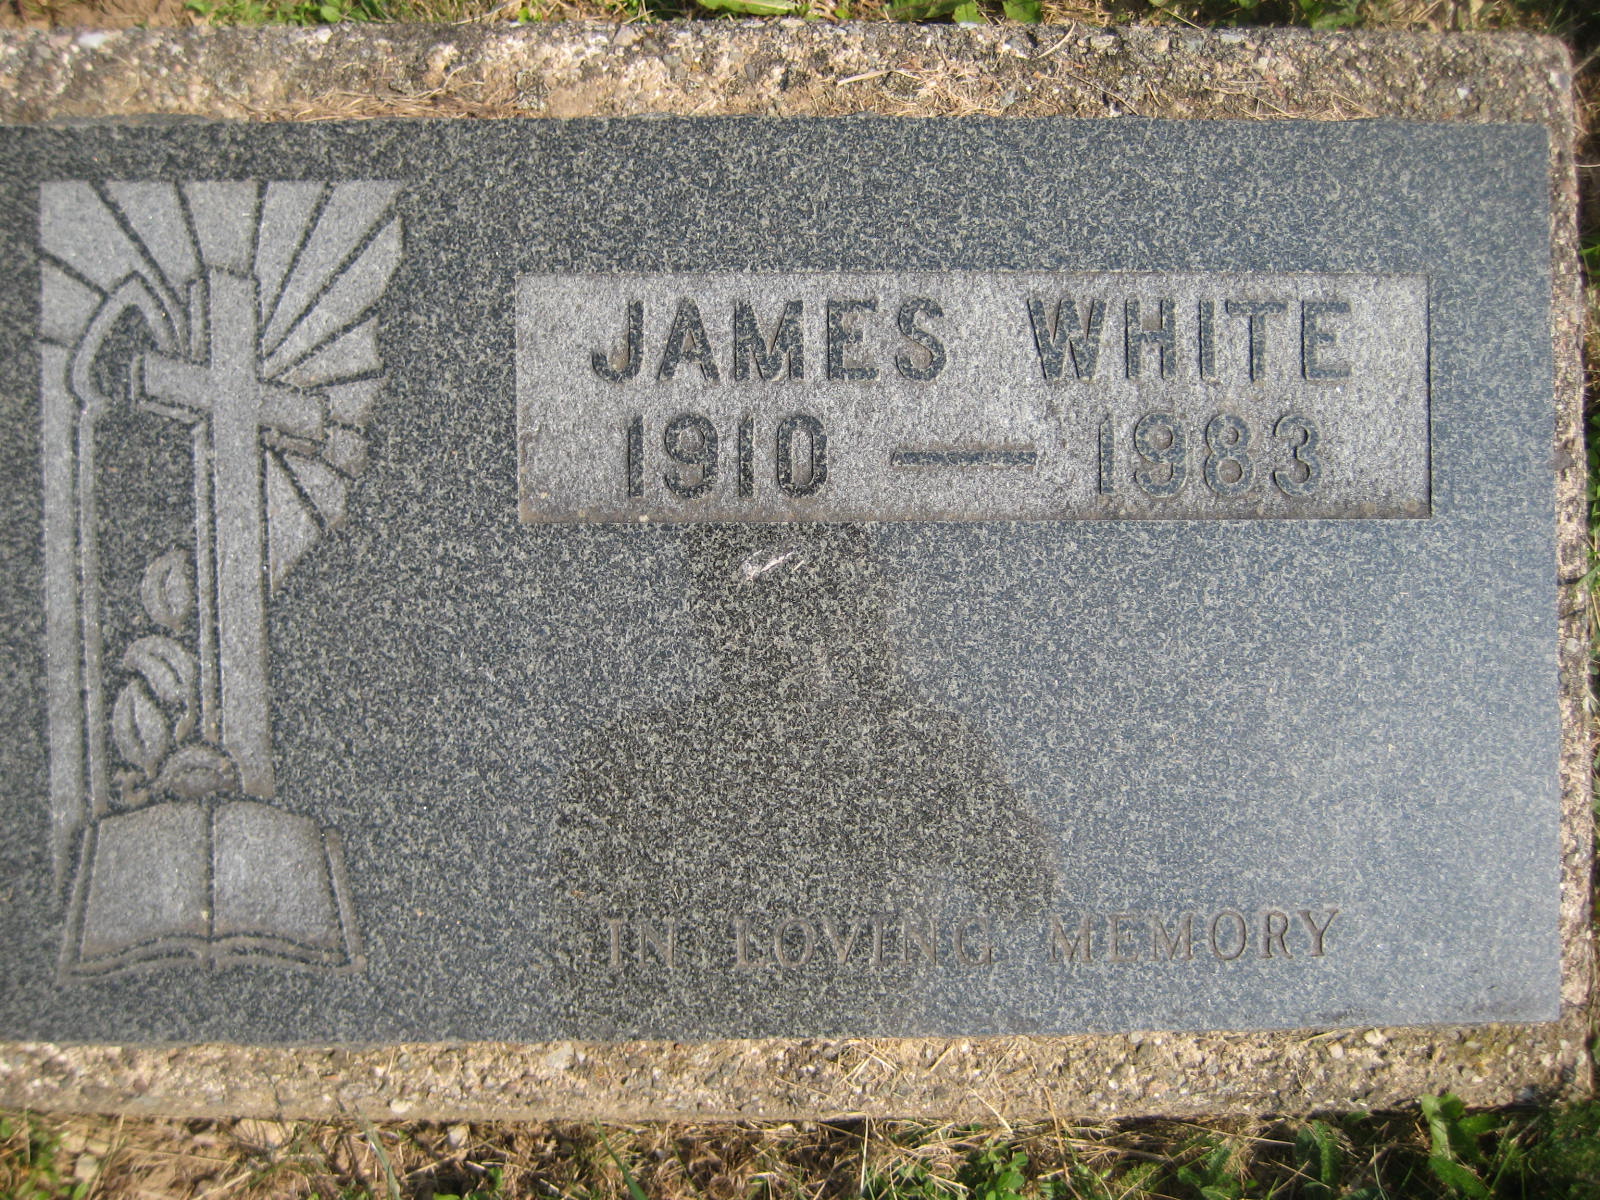 JAMES WHITE
1910 — 1983
IN LOVING MEMORY